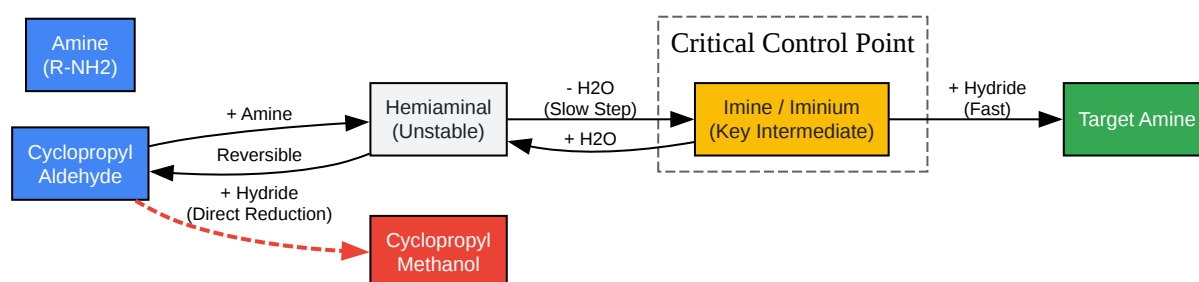 Amine
(R-NH2)
Cyclopropyl
Aldehyde
+ Amine
Reversible
+ Hydride
(Direct Reduction)
Hemiaminal
(Unstable)
Cyclopropyl
Methanol
- H2O
(Slow Step)
+ H2O
Critical Control Point
Imine / Iminium
(Key Intermediate)
+ Hydride
(Fast)
Target Amine